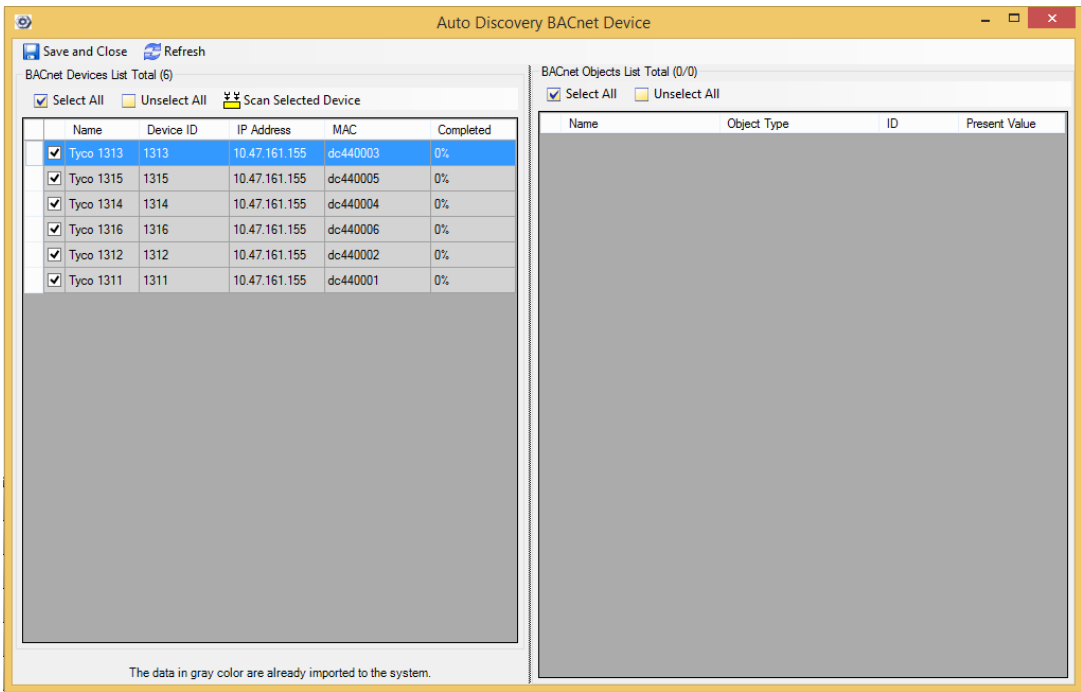 Auto Discovery BACnet Device
Save and Close Refresh
BACnet Devices List Total (6)
Select All Unselect All Scan Selected Device
Name Device ID IP Address MAC Completed
Tyco 1313 1313 10.47.161.155 dc440003 0%
Tyco 1315 1315 10.47.161.155 dc440005 0%
Tyco 1314 1314 10.47.161.155 dc440004 0%
Tyco 1316 1316 10.47.161.155 dc440006 0%
Tyco 1312 1312 10.47.161.155 dc440002 0%
Tyco 1311 1311 10.47.161.155 dc440001 0%
The data in gray color are already imported to the system.
BACnet Objects List Total (0/0)
Select All Unselect All
Name Object Type ID Present Value